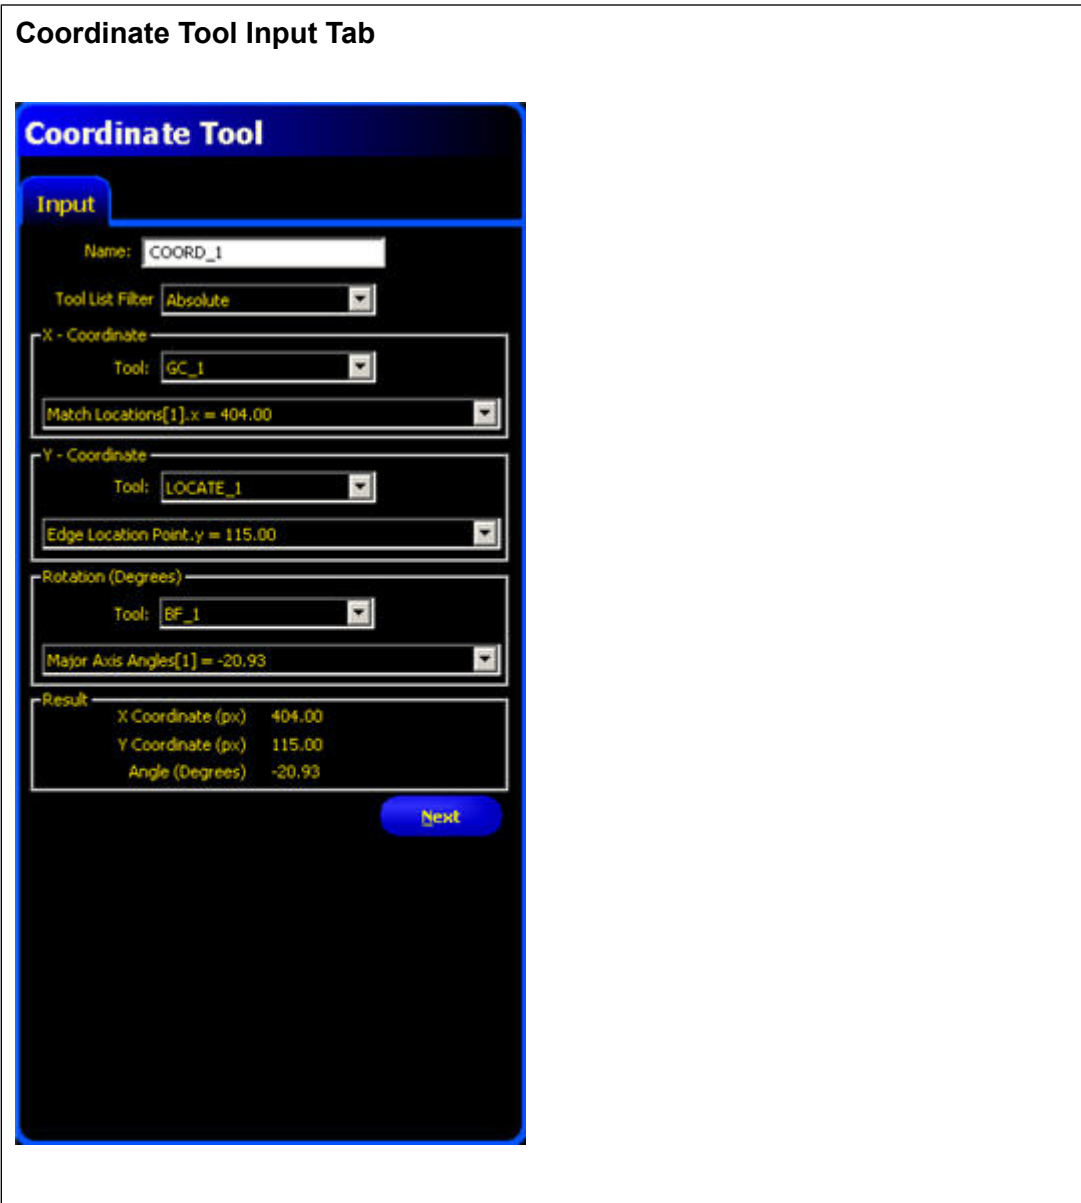 Coordinate Tool Input Tab
Coordinate Tool
Input
Name: COORD_1
Tool List Filter Absolute
X - Coordinate
Tool: GC_1
Match Locations[1].x = 404.00
Y - Coordinate
Tool: LOCATE_1
Edge Location Point.y = 115.00
Rotation (Degrees)
Tool: BF_1
Major Axis Angles[1] = -20.93
Result
X Coordinate (px) 404.00
Y Coordinate (px) 115.00
Angle (Degrees) -20.93
Next